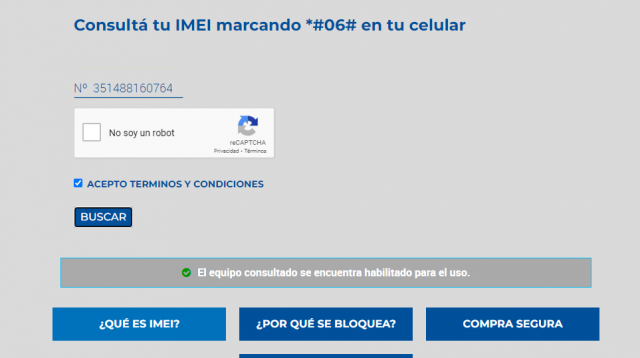 Consultá tu IMEI marcando *#06# en tu celular
Nº 351488160764
No soy un robot
reCAPTCHA
Privacidad • Términos
ACEPTO TERMINOS Y CONDICIONES
BUSCAR
El equipo consultado se encuentra habilitado para el uso.
¿QUÉ ES IMEI?
¿POR QUÉ SE BLOQUEA?
COMPRA SEGURA